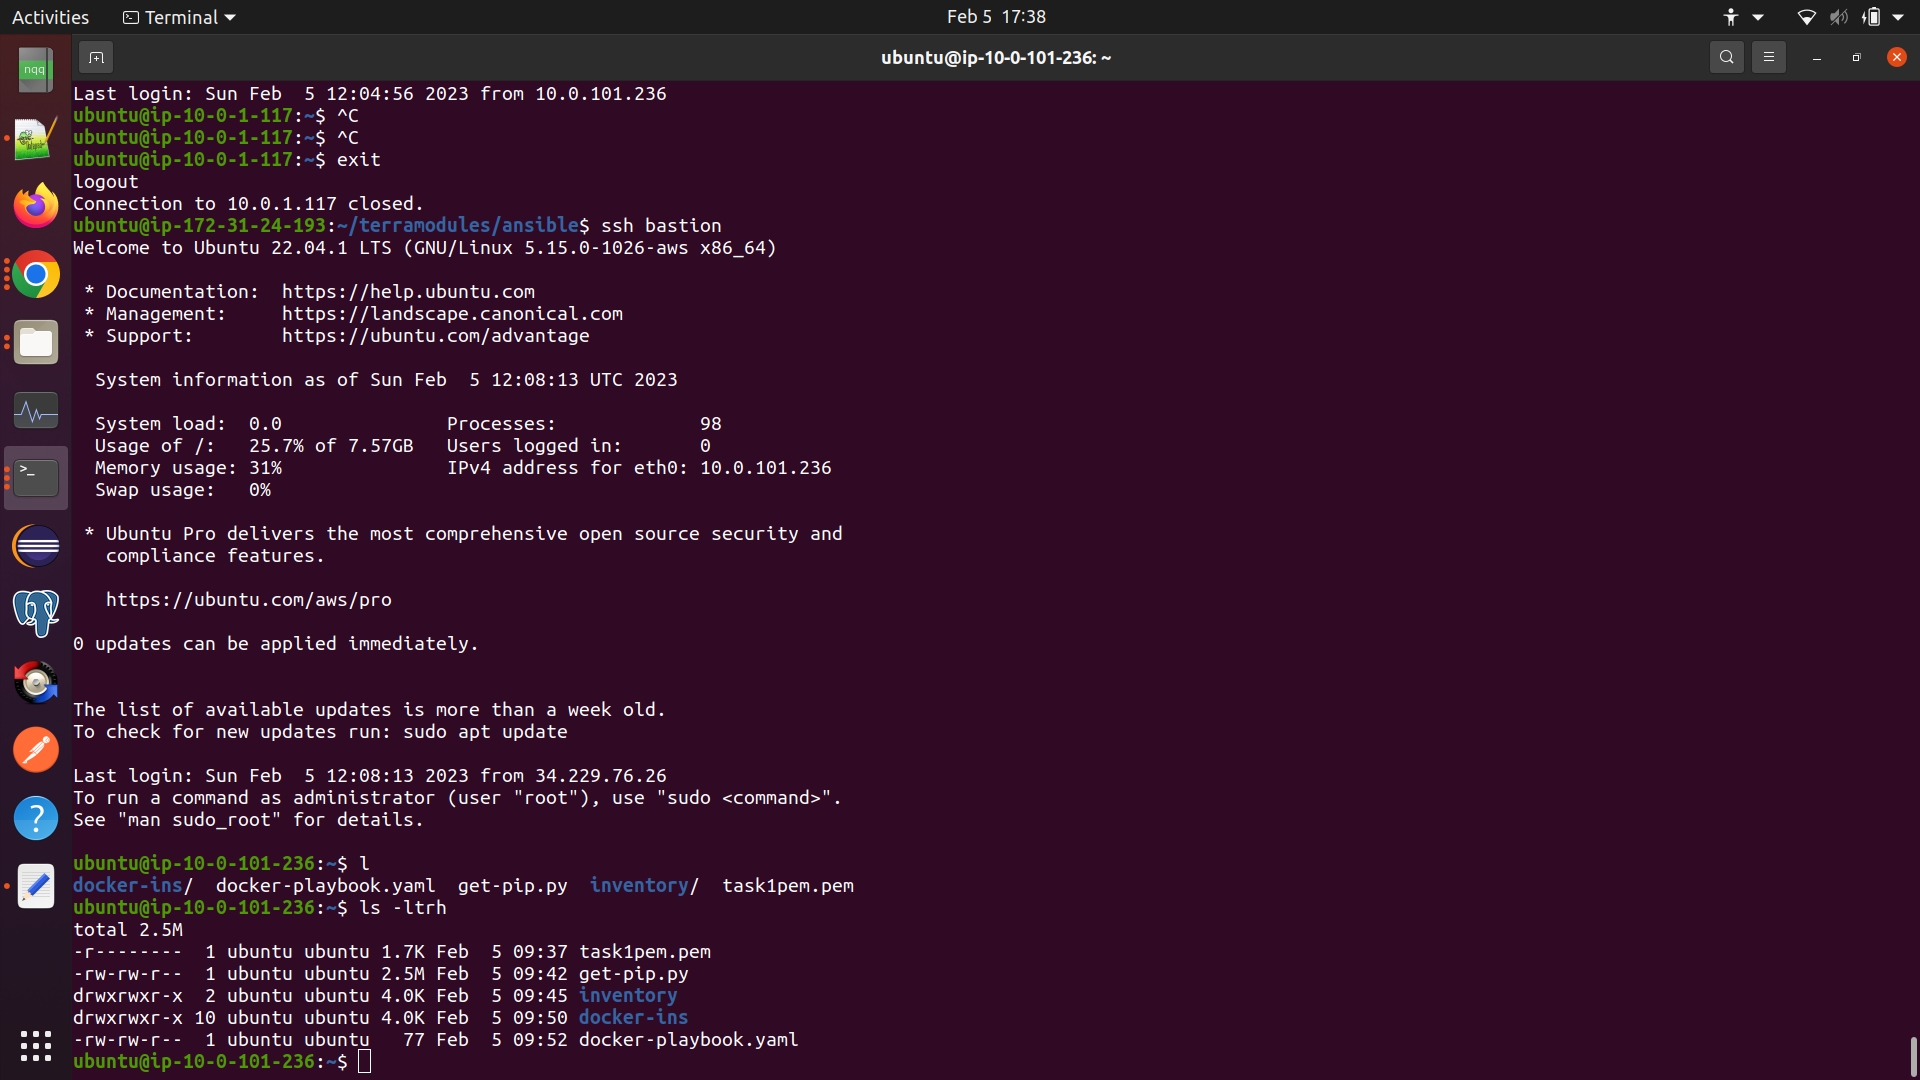 Activities Terminal Feb 5 17:38
ubuntu@ip-10-0-101-236: ~
nqq
Last login: Sun Feb  5 12:04:56 2023 from 10.0.101.236
ubuntu@ip-10-0-1-117:~$ ^C
ubuntu@ip-10-0-1-117:~$ ^C
ubuntu@ip-10-0-1-117:~$ exit
logout
Connection to 10.0.1.117 closed.
ubuntu@ip-172-31-24-193:~/terramodules/ansible$ ssh bastion
Welcome to Ubuntu 22.04.1 LTS (GNU/Linux 5.15.0-1026-aws x86_64)
 * Documentation:  https://help.ubuntu.com
 * Management:     https://landscape.canonical.com
 * Support:        https://ubuntu.com/advantage
  System information as of Sun Feb  5 12:08:13 UTC 2023
  System load:  0.0               Processes:             98
  Usage of /:   25.7% of 7.57GB   Users logged in:       0
  Memory usage: 31%               IPv4 address for eth0: 10.0.101.236
  Swap usage:   0%
 * Ubuntu Pro delivers the most comprehensive open source security and
   compliance features.
   https://ubuntu.com/aws/pro
0 updates can be applied immediately.
The list of available updates is more than a week old.
To check for new updates run: sudo apt update
Last login: Sun Feb  5 12:08:13 2023 from 34.229.76.26
To run a command as administrator (user "root"), use "sudo <command>".
See "man sudo_root" for details.
ubuntu@ip-10-0-101-236:~$ l
docker-ins/  docker-playbook.yaml  get-pip.py  inventory/  task1pem.pem
ubuntu@ip-10-0-101-236:~$ ls -ltrh
total 2.5M
-r--------  1 ubuntu ubuntu 1.7K Feb  5 09:37 task1pem.pem
-rw-rw-r--  1 ubuntu ubuntu 2.5M Feb  5 09:42 get-pip.py
drwxrwxr-x  2 ubuntu ubuntu 4.0K Feb  5 09:45 inventory
drwxrwxr-x 10 ubuntu ubuntu 4.0K Feb  5 09:50 docker-ins
-rw-rw-r--  1 ubuntu ubuntu   77 Feb  5 09:52 docker-playbook.yaml
ubuntu@ip-10-0-101-236:~$